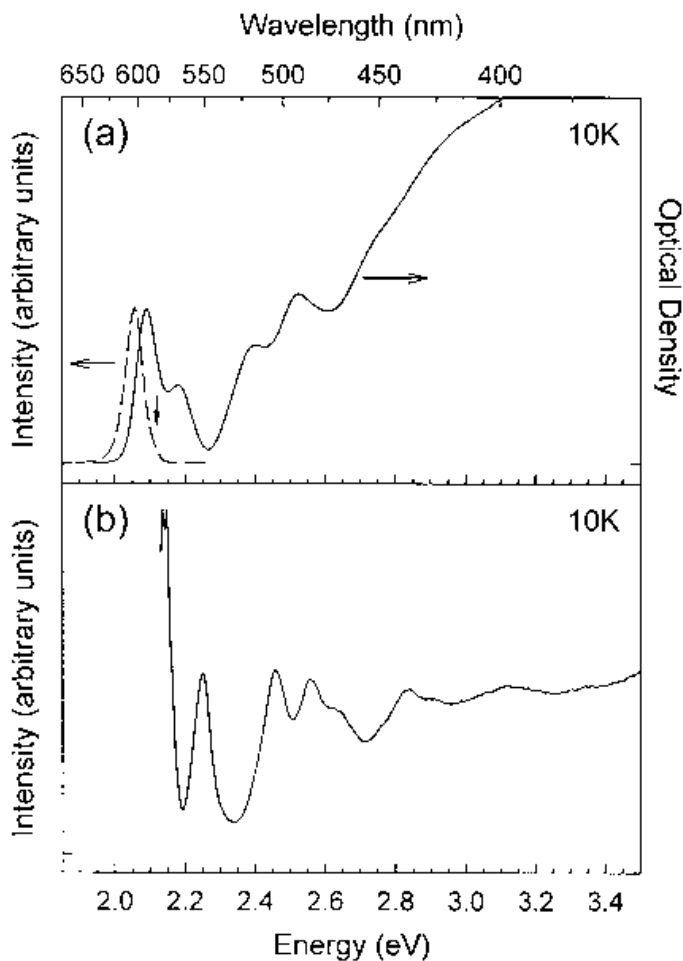 Wavelength (nm)
650 600 550 500 450 400
(a) 10K
Intensity (arbitrary units)
Optical Density
(b) 10K
Intensity (arbitrary units)
2.0 2.2 2.4 2.6 2.8 3.0 3.2 3.4
Energy (eV)